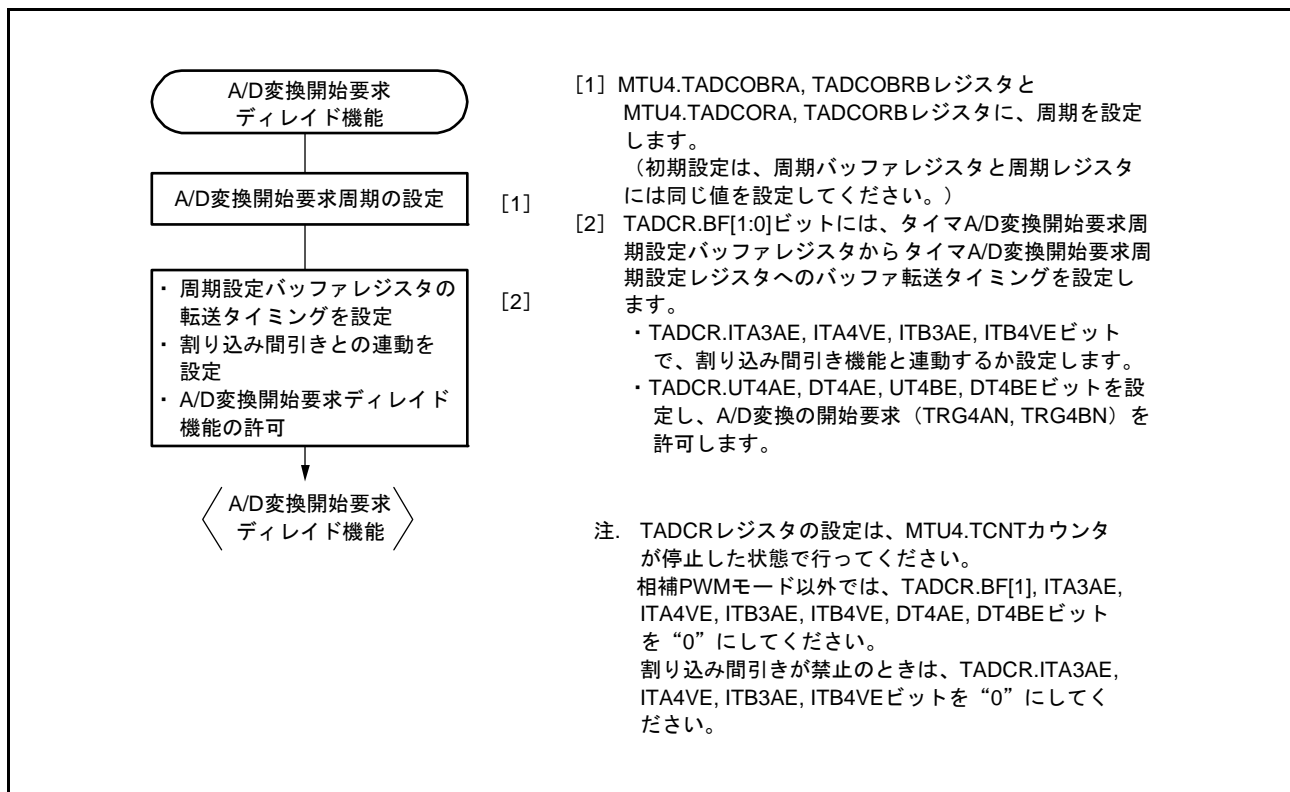 A/D変換開始要求
ディレイド機能
A/D変換開始要求周期の設定
[1]
・ 周期設定バッファレジスタの
転送タイミングを設定
・ 割り込み間引きとの連動を
設定
・ A/D変換開始要求ディレイド
機能の許可
[2]
A/D変換開始要求
ディレイド機能
[1] MTU4.TADCOBRA, TADCOBRBレジスタと
MTU4.TADCORA, TADCORBレジスタに、周期を設定
します。
（初期設定は、周期バッファレジスタと周期レジスタ
には同じ値を設定してください。）
[2] TADCR.BF[1:0]ビットには、タイマA/D変換開始要求周
期設定バッファレジスタからタイマA/D変換開始要求周
期設定レジスタへのバッファ転送タイミングを設定し
ます。
・TADCR.ITA3AE, ITA4VE, ITB3AE, ITB4VEビット
で、割り込み間引き機能と連動するか設定します。
・TADCR.UT4AE, DT4AE, UT4BE, DT4BEビットを設
定し、A/D変換の開始要求（TRG4AN, TRG4BN）を
許可します。
注. TADCRレジスタの設定は、MTU4.TCNTカウンタ
が停止した状態で行ってください。
相補PWMモード以外では、TADCR.BF[1], ITA3AE,
ITA4VE, ITB3AE, ITB4VE, DT4AE, DT4BEビット
を“0”にしてください。
割り込み間引きが禁止のときは、TADCR.ITA3AE,
ITA4VE, ITB3AE, ITB4VEビットを“0”にしてく
ださい。